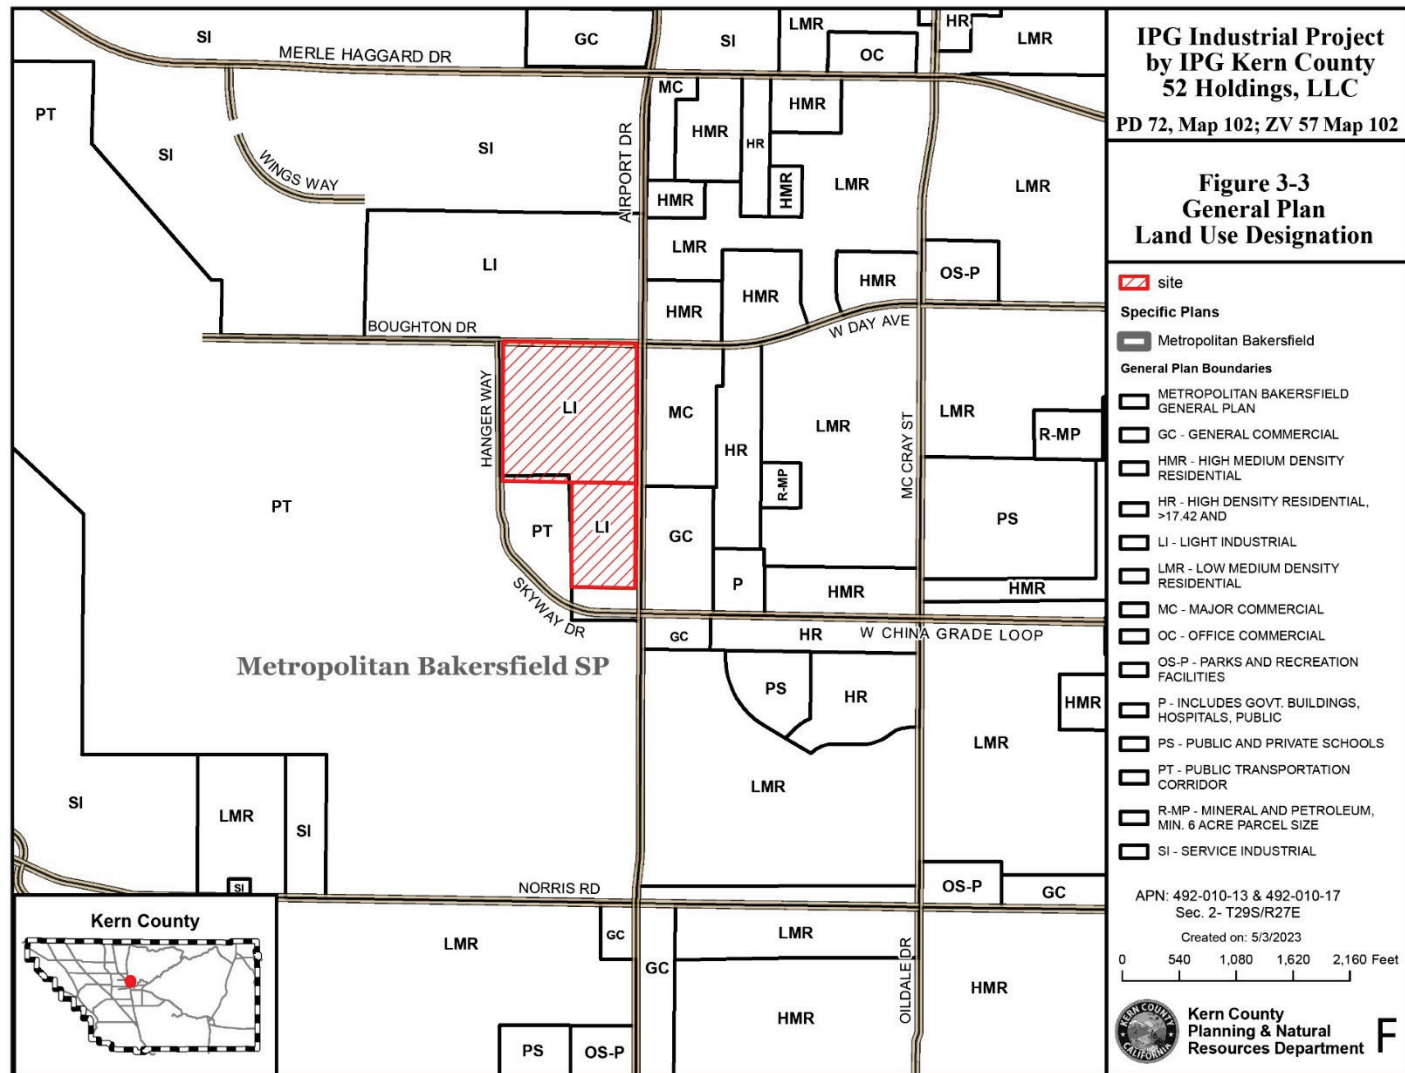 SI
GC
SI
LMR
HR
LMR
MERLE HAGGARD DR
OC
PT
SI
WINGS WAY
SI
AIRPORT DR
MC
HMR
HR
HMR
HMR
LMR
LMR
HMR
LMR
LI
HMR
HMR
HMR
OS-P
BOUGHTON DR
W DAY AVE
HANGER WAY
LI
MC
HR
LMR
R-MP
MC CRAY ST
LMR
R-MP
PT
PT
LI
GC
PS
P
HMR
HMR
SKYWAY DR
GC
HR
W CHINA GRADE LOOP
Metropolitan Bakersfield SP
PS
HR
HMR
LMR
LMR
SI
LMR
SI
SI
NORRIS RD
OS-P
GC
LMR
GC
GC
LMR
OILDALE DR
HMR
HMR
PS
OS-P
Kern County
IPG Industrial Project
by IPG Kern County
52 Holdings, LLC
PD 72, Map 102; ZV 57 Map 102
Figure 3-3
General Plan
Land Use Designation
site
Specific Plans
Metropolitan Bakersfield
General Plan Boundaries
METROPOLITAN BAKERSFIELD
GENERAL PLAN
GC - GENERAL COMMERCIAL
HMR - HIGH MEDIUM DENSITY
RESIDENTIAL
HR - HIGH DENSITY RESIDENTIAL,
>17.42 AND
LI - LIGHT INDUSTRIAL
LMR - LOW MEDIUM DENSITY
RESIDENTIAL
MC - MAJOR COMMERCIAL
OC - OFFICE COMMERCIAL
OS-P - PARKS AND RECREATION
FACILITIES
P - INCLUDES GOVT. BUILDINGS,
HOSPITALS, PUBLIC
PS - PUBLIC AND PRIVATE SCHOOLS
PT - PUBLIC TRANSPORTATION
CORRIDOR
R-MP - MINERAL AND PETROLEUM,
MIN. 6 ACRE PARCEL SIZE
SI - SERVICE INDUSTRIAL
APN: 492-010-13 & 492-010-17
Sec. 2- T29S/R27E
Created on: 5/3/2023
0 540 1,080 1,620 2,160 Feet
KERN COUNTY
CALIFORNIA
Kern County
Planning & Natural
Resources Department
F